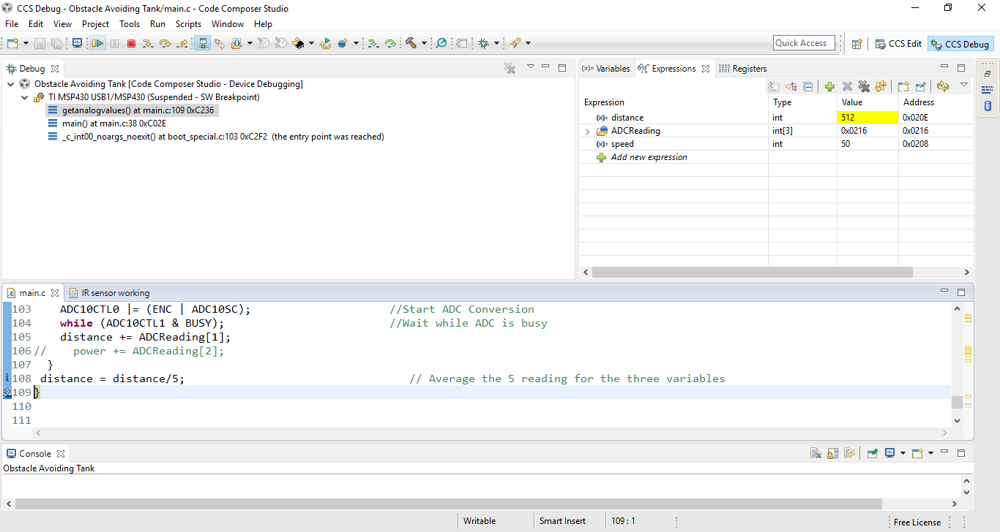 CCS Debug - Obstacle Avoiding Tank/main.c - Code Composer Studio
File Edit View Project Tools Run Scripts Window Help
Quick Access CCS Edit CCS Debug
Debug
Obstacle Avoiding Tank [Code Composer Studio - Device Debugging]
TI MSP430 USB1/MSP430 (Suspended - SW Breakpoint)
getanalogvalues() at main.c:109 0xC236
main() at main.c:38 0xC02E
_c_int00_noargs_noexit() at boot_special.c:103 0xC2F2 (the entry point was reached)
(x)= Variables Expressions Registers
Expression Type Value Address
(x)= distance int 512 0x020E
ADCReading int[3] 0x0216 0x0216
(x)= speed int 50 0x0208
Add new expression
main.c IR sensor working
103 ADC10CTL0 |= (ENC | ADC10SC); //Start ADC Conversion
104 while (ADC10CTL1 & BUSY); //Wait while ADC is busy
105 distance += ADCReading[1];
106 // power += ADCReading[2];
107 }
108 distance = distance/5; // Average the 5 reading for the three variables
109 }
110
111
Console
Obstacle Avoiding Tank
Writable Smart Insert 109 : 1 Free License